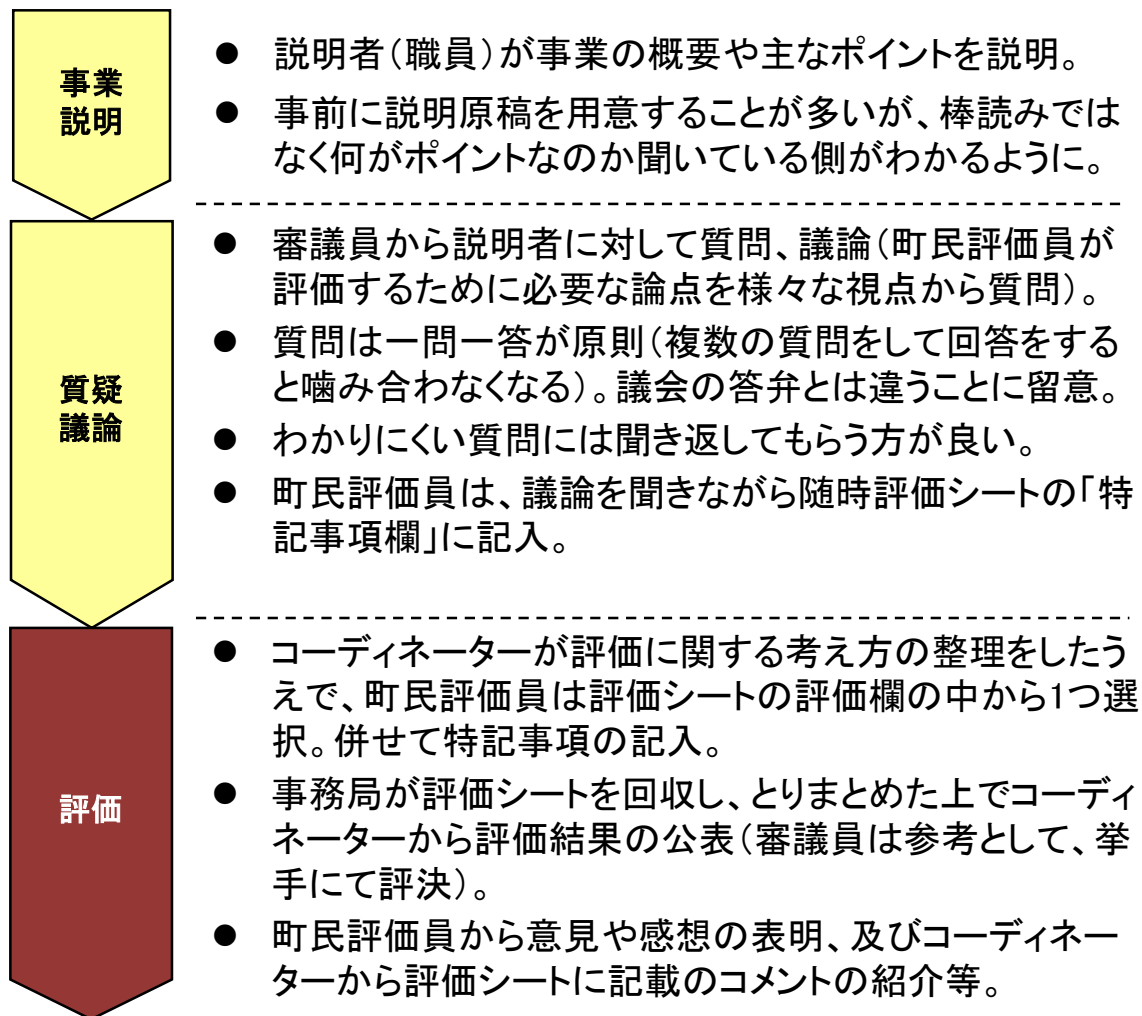 事業
説明
● 説明者(職員)が事業の概要や主なポイントを説明。
● 事前に説明原稿を用意することが多いが、棒読みでは
なく何がポイントなのか聞いている側がわかるように。
質疑
議論
● 審議員から説明者に対して質問、議論(町民評価員が
評価するために必要な論点を様々な視点から質問)。
● 質問は一問一答が原則(複数の質問をして回答をする
と噛み合わなくなる)。議会の答弁とは違うことに留意。
● わかりにくい質問には聞き返してもらう方が良い。
● 町民評価員は、議論を聞きながら随時評価シートの「特
記事項欄」に記入。
評価
● コーディネーターが評価に関する考え方の整理をしたう
えで、町民評価員は評価シートの評価欄の中から1つ選
択。併せて特記事項の記入。
● 事務局が評価シートを回収し、とりまとめた上でコーディ
ネーターから評価結果の公表(審議員は参考として、挙
手にて評決)。
● 町民評価員から意見や感想の表明、及びコーディネー
ターから評価シートに記載のコメントの紹介等。